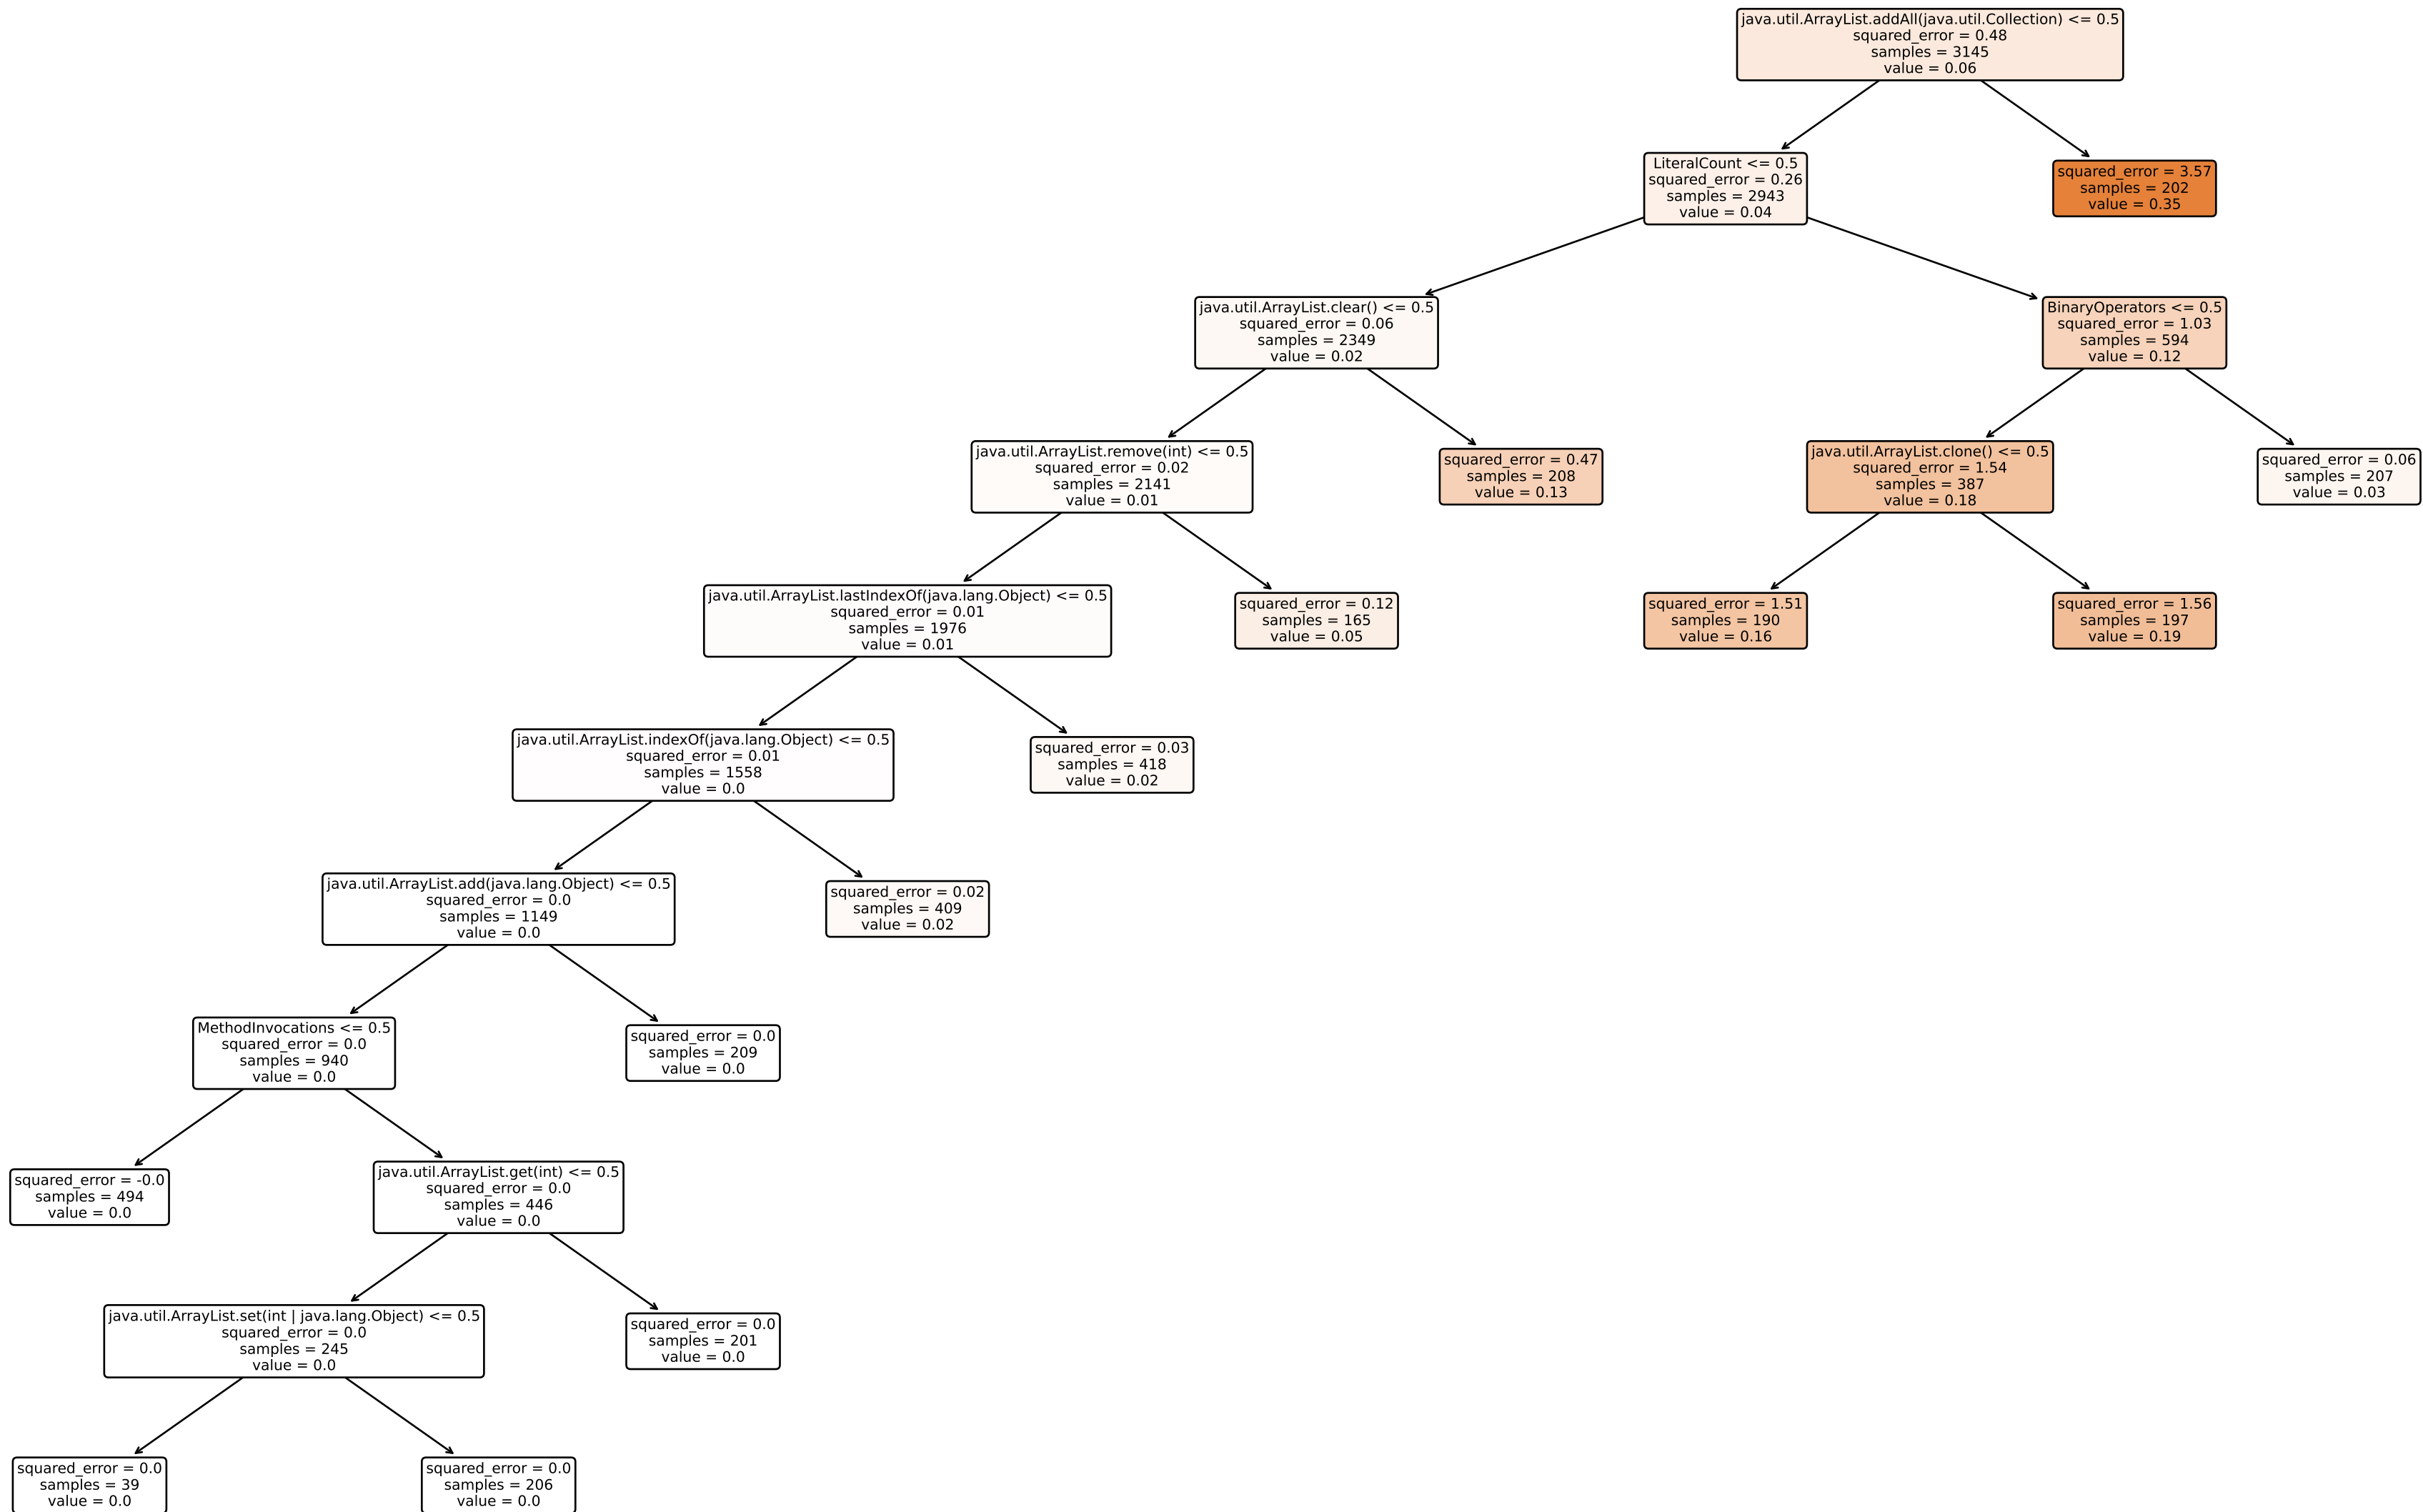 java.util.ArrayList.addAll(java.util.Collection) <= 0.5
squared_error = 0.48
samples = 3145
value = 0.06
LiteralCount <= 0.5
squared_error = 0.26
samples = 2943
value = 0.04
squared_error = 3.57
samples = 202
value = 0.35
java.util.ArrayList.clear() <= 0.5
squared_error = 0.06
samples = 2349
value = 0.02
BinaryOperators <= 0.5
squared_error = 1.03
samples = 594
value = 0.12
java.util.ArrayList.remove(int) <= 0.5
squared_error = 0.02
samples = 2141
value = 0.01
squared_error = 0.47
samples = 208
value = 0.13
java.util.ArrayList.clone() <= 0.5
squared_error = 1.54
samples = 387
value = 0.18
squared_error = 0.06
samples = 207
value = 0.03
java.util.ArrayList.lastIndexOf(java.lang.Object) <= 0.5
squared_error = 0.01
samples = 1976
value = 0.01
squared_error = 0.12
samples = 165
value = 0.05
squared_error = 1.51
samples = 190
value = 0.16
squared_error = 1.56
samples = 197
value = 0.19
java.util.ArrayList.indexOf(java.lang.Object) <= 0.5
squared_error = 0.01
samples = 1558
value = 0.0
squared_error = 0.03
samples = 418
value = 0.02
java.util.ArrayList.add(java.lang.Object) <= 0.5
squared_error = 0.0
samples = 1149
value = 0.0
squared_error = 0.02
samples = 409
value = 0.02
MethodInvocations <= 0.5
squared_error = 0.0
samples = 940
value = 0.0
squared_error = 0.0
samples = 209
value = 0.0
squared_error = -0.0
samples = 494
value = 0.0
java.util.ArrayList.get(int) <= 0.5
squared_error = 0.0
samples = 446
value = 0.0
java.util.ArrayList.set(int | java.lang.Object) <= 0.5
squared_error = 0.0
samples = 245
value = 0.0
squared_error = 0.0
samples = 201
value = 0.0
squared_error = 0.0
samples = 39
value = 0.0
squared_error = 0.0
samples = 206
value = 0.0